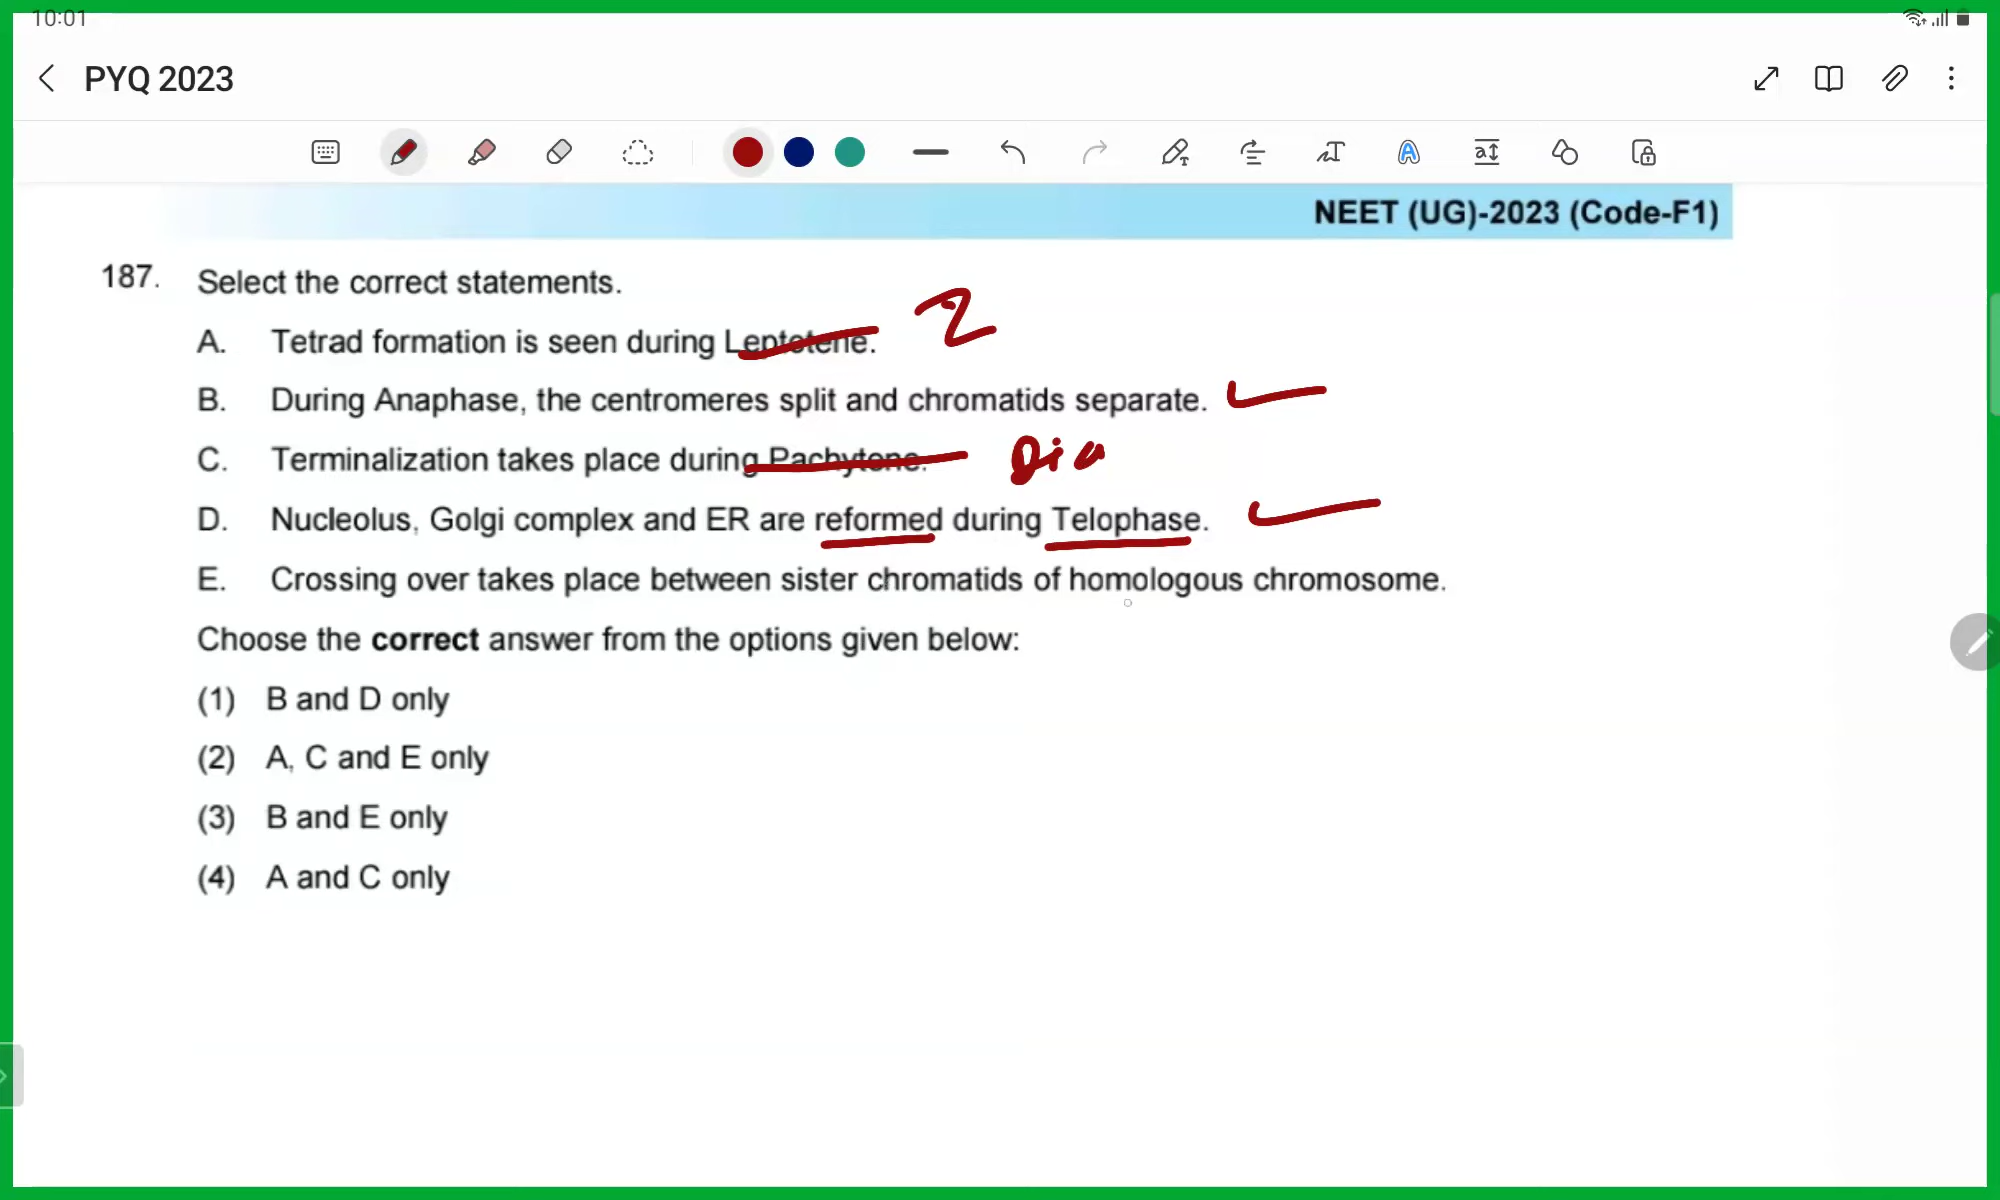 10:01
PYQ 2023
NEET (UG)-2023 (Code-F1)
187. Select the correct statements.
A. Tetrad formation is seen during Leptotene. Z
B. During Anaphase, the centromeres split and chromatids separate.
C. Terminalization takes place during Pachytene. Dia
D. Nucleolus, Golgi complex and ER are reformed during Telophase.
E. Crossing over takes place between sister chromatids of homologous chromosome.
Choose the correct answer from the options given below:
(1) B and D only
(2) A, C and E only
(3) B and E only
(4) A and C only